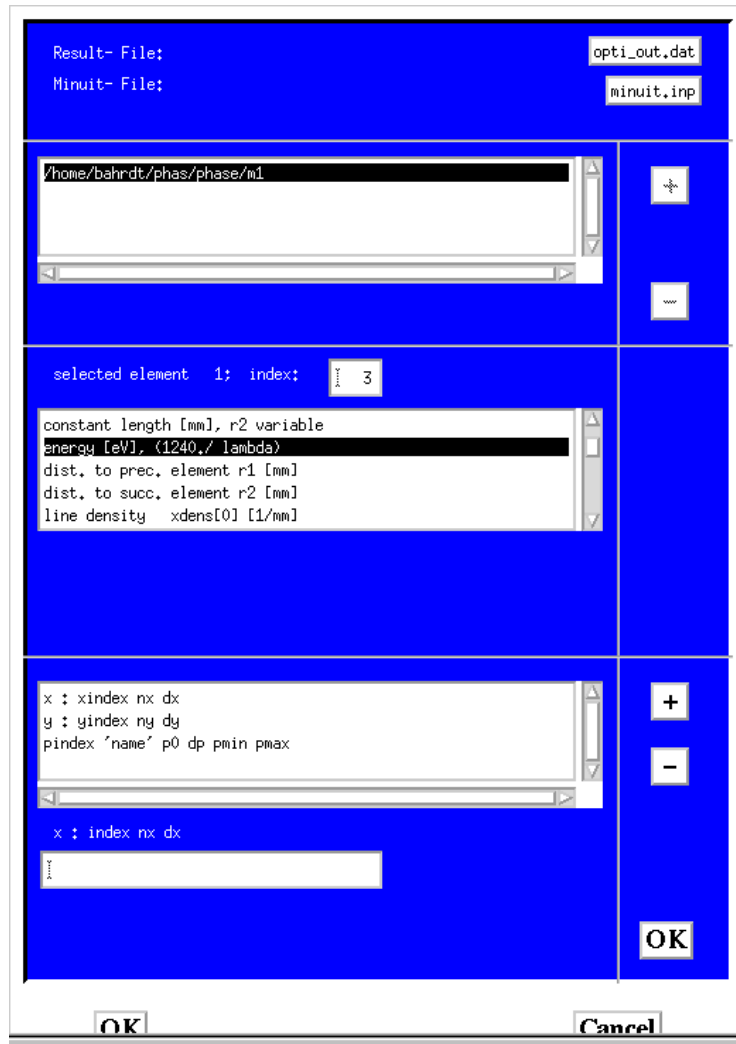 Result- File:
opti_out.dat
Minuit- File:
minuit.inp
/home/bahrdt/phas/phase/m1
+
-
selected element 1; index: 3
constant length [mm], r2 variable
energy [eV], (1240./ lambda)
dist. to prec. element r1 [mm]
dist. to succ. element r2 [mm]
line density xdens[0] [1/mm]
x : xindex nx dx
y : yindex ny dy
pindex 'name' p0 dp pmin pmax
+
-
x : index nx dx
OK
OK
Cancel